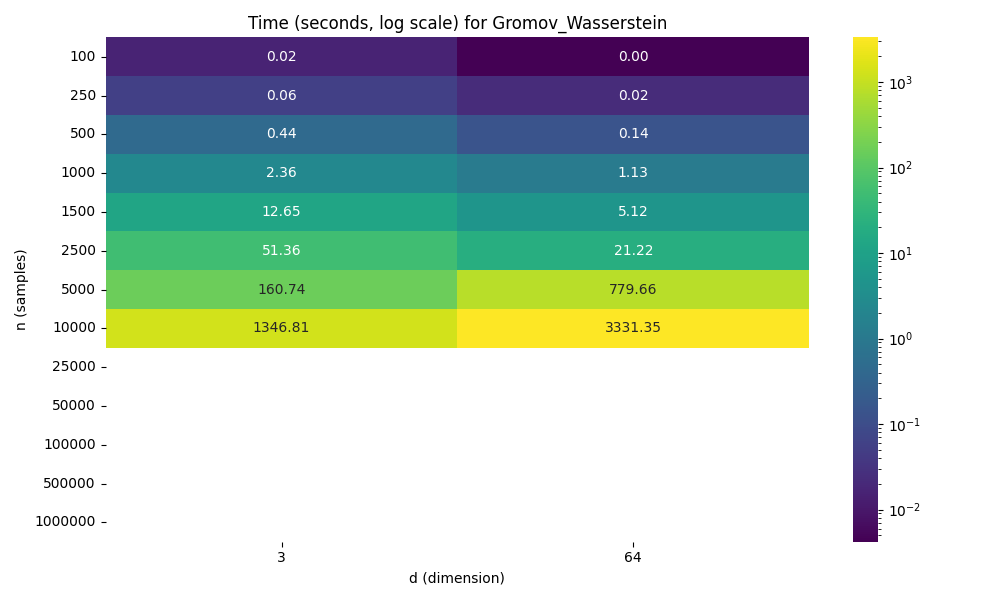 Time (seconds, log scale) for Gromov_Wasserstein
n (samples)
100 0.02 0.00
250 0.06 0.02
500 0.44 0.14
1000 2.36 1.13
1500 12.65 5.12
2500 51.36 21.22
5000 160.74 779.66
10000 1346.81 3331.35
25000
50000
100000
500000
1000000
3 64
d (dimension)
10³
10²
10¹
10⁰
10⁻¹
10⁻²